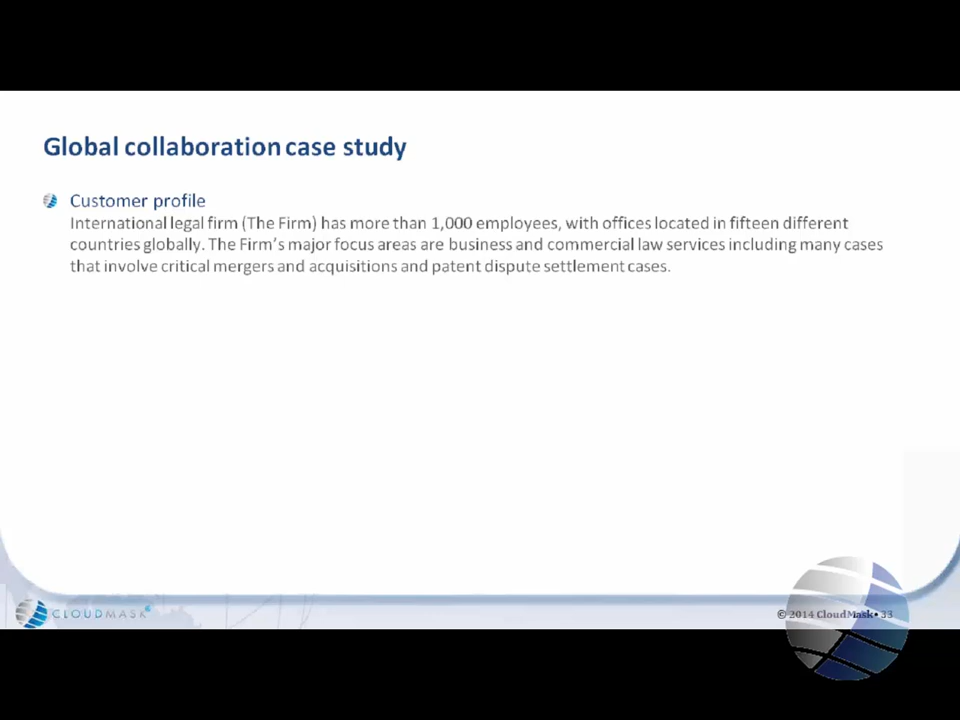 Global collaboration case study
Customer profile
International legal firm (The Firm) has more than 1,000 employees, with offices located in fifteen different
countries globally. The Firm's major focus areas are business and commercial law services including many cases
that involve critical mergers and acquisitions and patent dispute settlement cases.
CLOUDMASK
© 2014 CloudMask• 33